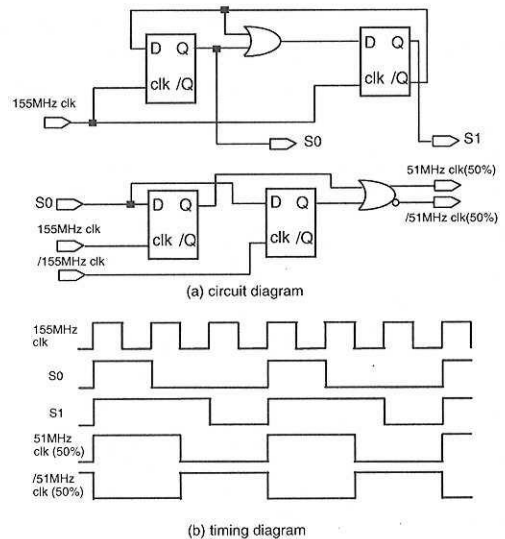 D Q
clk /Q
D Q
clk /Q
155MHz clk
S0
S1
51MHz clk(50%)
/51MHz clk(50%)
S0
D Q
clk /Q
D Q
clk /Q
155MHz clk
/155MHz clk
(a) circuit diagram
155MHz
clk
S0
S1
51MHz
clk (50%)
/51MHz
clk (50%)
(b) timing diagram